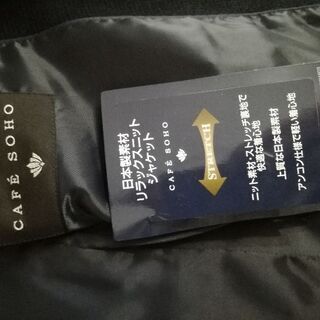 CAFÉ SOHO
日本製素材
リラックスニット
ジャケット
CAFÉ SOHO
STRETCH
ニット素材・ストレッチ裏地で
快適な着心地
上質な日本製素材
アンコン仕様で軽い着心地